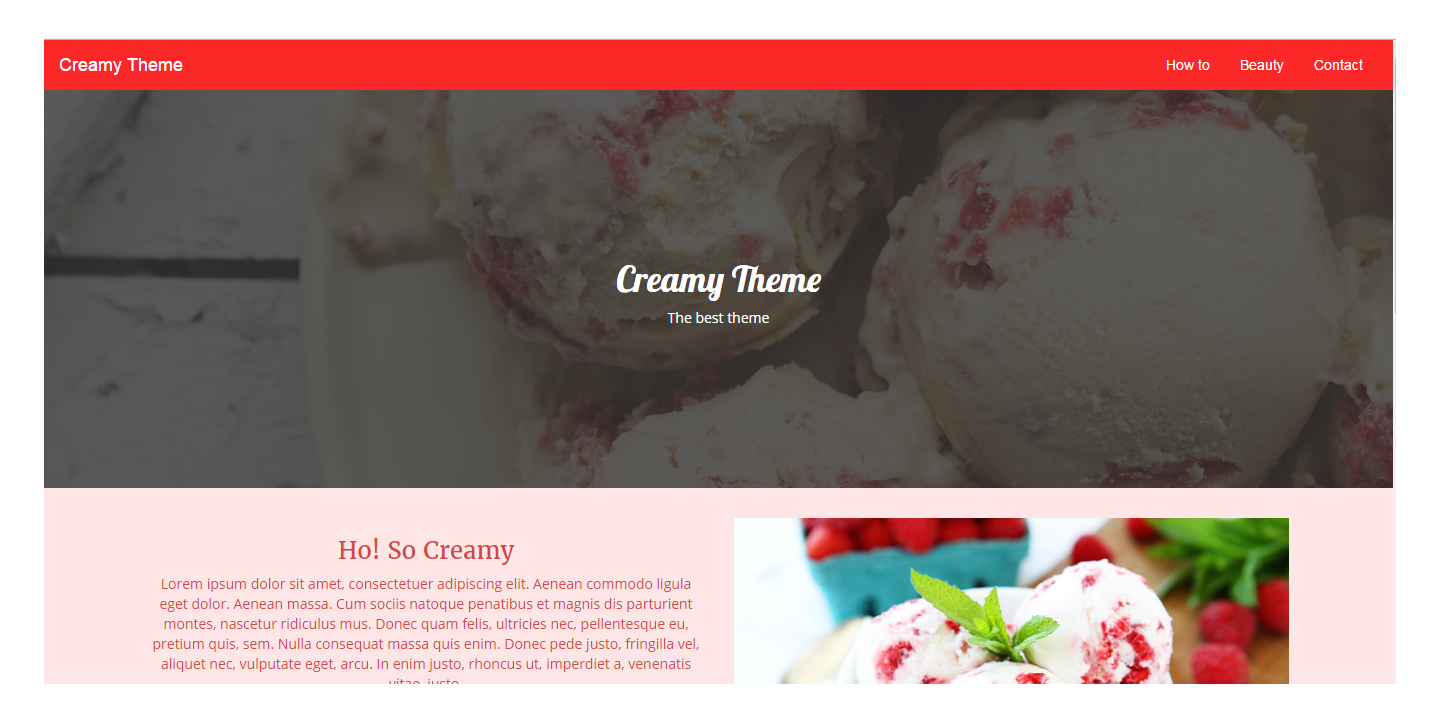 Creamy Theme
How to Beauty Contact
Creamy Theme
The best theme
Ho! So Creamy
Lorem ipsum dolor sit amet, consectetuer adipiscing elit. Aenean commodo ligula
eget dolor. Aenean massa. Cum sociis natoque penatibus et magnis dis parturient
montes, nascetur ridiculus mus. Donec quam felis, ultricies nec, pellentesque eu,
pretium quis, sem. Nulla consequat massa quis enim. Donec pede justo, fringilla vel,
aliquet nec, vulputate eget, arcu. In enim justo, rhoncus ut, imperdiet a, venenatis
vitae, justo